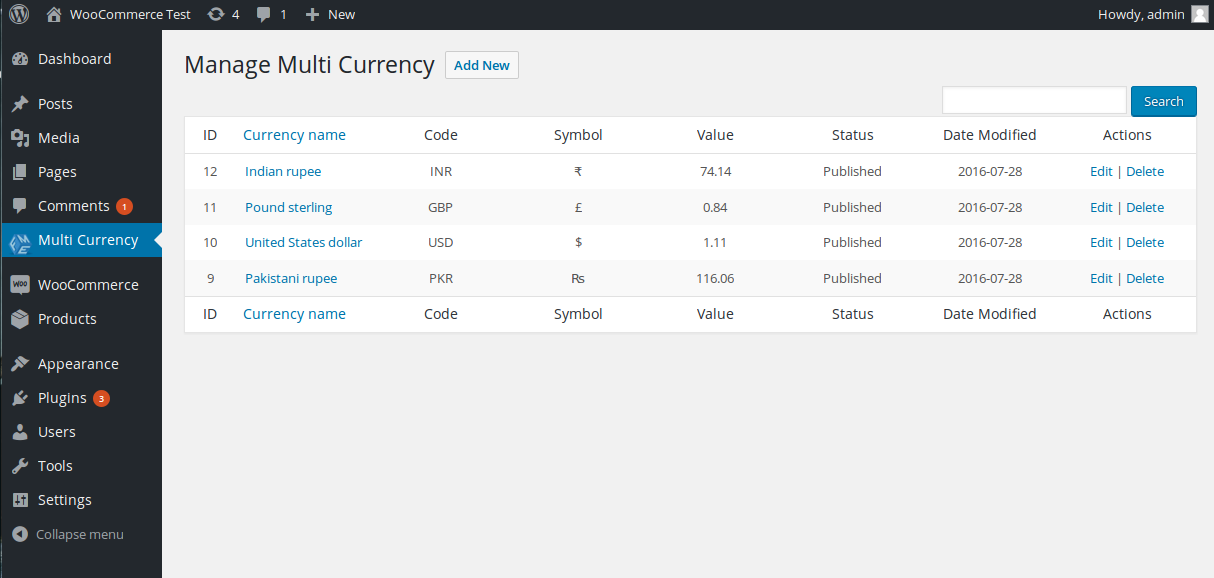 WooCommerce Test 4 1 New Howdy, admin
Dashboard
Posts
Media
Pages
Comments 1
Multi Currency
WooCommerce
Products
Appearance
Plugins 3
Users
Tools
Settings
Collapse menu
Manage Multi Currency Add New
Search
ID Currency name Code Symbol Value Status Date Modified Actions
12 Indian rupee INR ₹ 74.14 Published 2016-07-28 Edit | Delete
11 Pound sterling GBP £ 0.84 Published 2016-07-28 Edit | Delete
10 United States dollar USD $ 1.11 Published 2016-07-28 Edit | Delete
9 Pakistani rupee PKR ₨ 116.06 Published 2016-07-28 Edit | Delete
ID Currency name Code Symbol Value Status Date Modified Actions